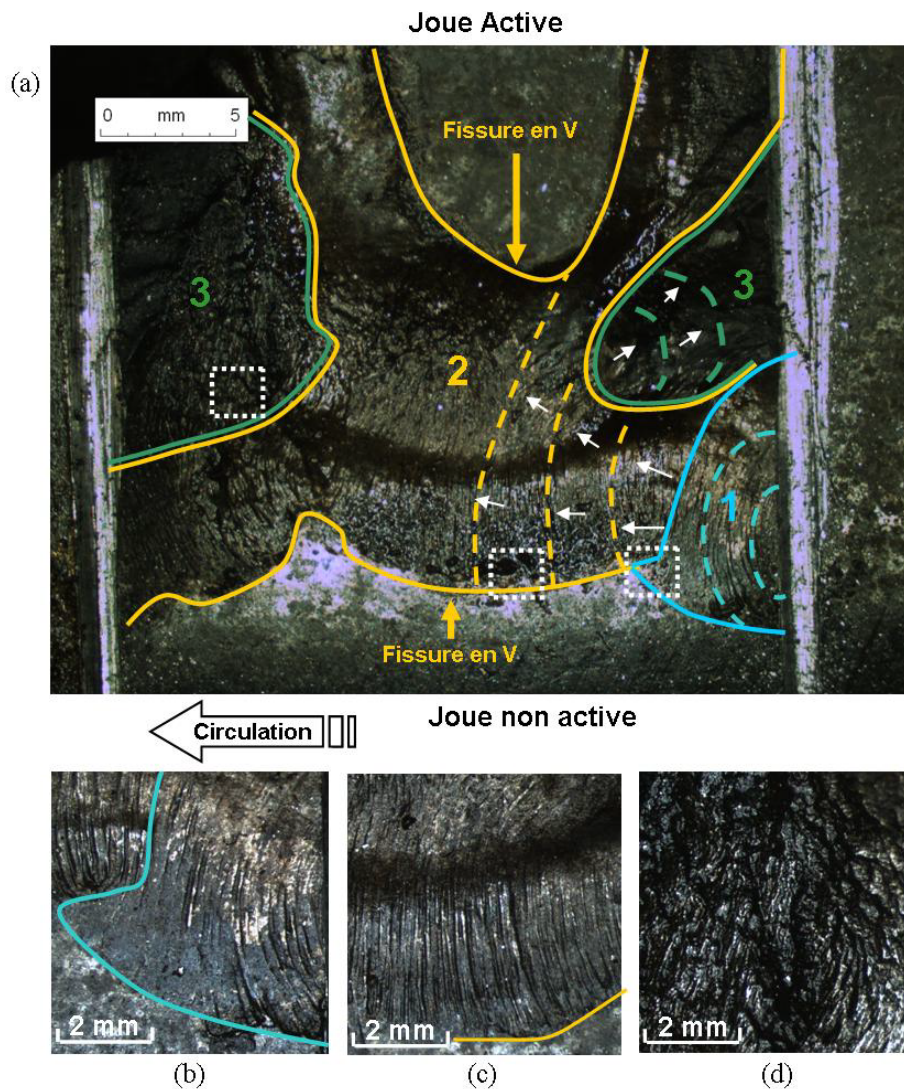 Joue Active
(a)
0 mm 5
Fissure en V
3
3
2
1
Fissure en V
Circulation
Joue non active
2 mm
2 mm
2 mm
(b)
(c)
(d)